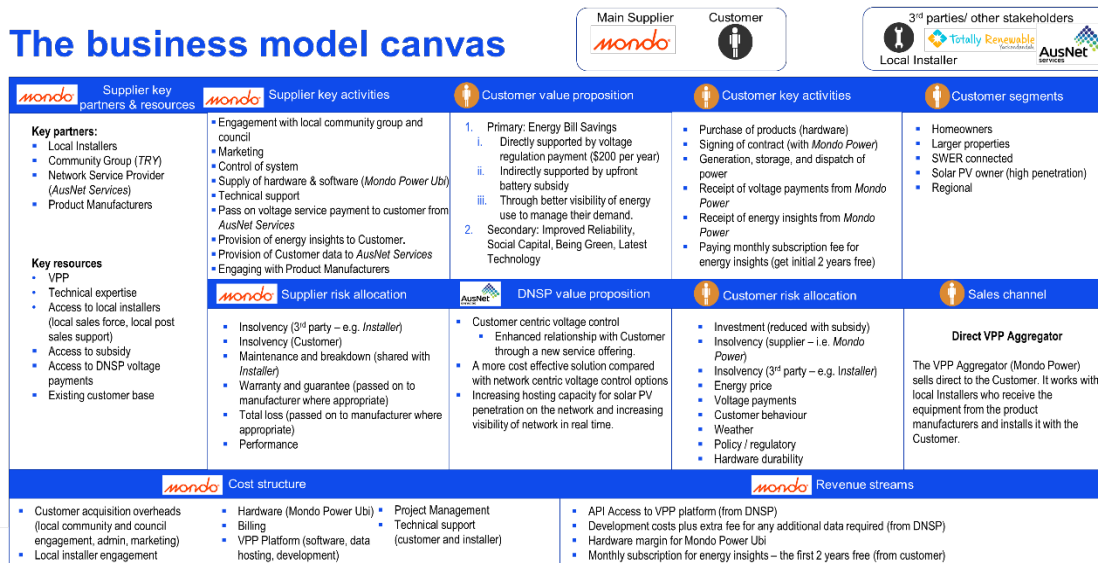 The business model canvas
Main Supplier
mondo
Customer
3rd parties/ other stakeholders
Local Installer
Totally Renewable
Yackandandah
AusNet
services
mondo
Supplier key
partners & resources
Key partners:
▪ Local Installers
▪ Community Group (TRY)
▪ Network Service Provider
(AusNet Services)
▪ Product Manufacturers
Key resources
• VPP
• Technical expertise
▪ Access to local installers
(local sales force, local post
sales support)
▪ Access to subsidy
▪ Access to DNSP voltage
payments
▪ Existing customer base
mondo
Supplier key activities
▪ Engagement with local community group and
council
▪ Marketing
▪ Control of system
▪ Supply of hardware & software (Mondo Power Ubi)
▪ Technical support
▪ Pass on voltage service payment to customer from
AusNet Services
▪ Provision of energy insights to Customer.
▪ Provision of Customer data to AusNet Services
▪ Engaging with Product Manufacturers
Customer value proposition
1. Primary: Energy Bill Savings
i. Directly supported by voltage
regulation payment ($200 per year)
ii. Indirectly supported by upfront
battery subsidy
iii. Through better visibility of energy
use to manage their demand.
2. Secondary: Improved Reliability,
Social Capital, Being Green, Latest
Technology
Customer key activities
▪ Purchase of products (hardware)
▪ Signing of contract (with Mondo Power)
▪ Generation, storage, and dispatch of
power
▪ Receipt of voltage payments from Mondo
Power
▪ Receipt of energy insights from Mondo
Power
▪ Paying monthly subscription fee for
energy insights (get initial 2 years free)
Customer segments
▪ Homeowners
▪ Larger properties
▪ SWER connected
▪ Solar PV owner (high penetration)
▪ Regional
mondo
Supplier risk allocation
▪ Insolvency (3rd party – e.g. Installer)
▪ Insolvency (Customer)
▪ Maintenance and breakdown (shared with
Installer)
▪ Warranty and guarantee (passed on to
manufacturer where appropriate)
▪ Total loss (passed on to manufacturer where
appropriate)
▪ Performance
AusNet
DNSP value proposition
▪ Customer centric voltage control
▪ Enhanced relationship with Customer
through a new service offering.
▪ A more cost effective solution compared
with network centric voltage control options
▪ Increasing hosting capacity for solar PV
penetration on the network and increasing
visibility of network in real time.
Customer risk allocation
▪ Investment (reduced with subsidy)
▪ Insolvency (supplier – i.e. Mondo
Power)
▪ Insolvency (3rd party – e.g. Installer)
▪ Energy price
▪ Voltage payments
▪ Customer behaviour
▪ Weather
▪ Policy / regulatory
▪ Hardware durability
Sales channel
Direct VPP Aggregator
The VPP Aggregator (Mondo Power)
sells direct to the Customer. It works with
local Installers who receive the
equipment from the product
manufacturers and installs it with the
Customer.
mondo
Cost structure
▪ Customer acquisition overheads
(local community and council
engagement, admin, marketing)
▪ Local installer engagement
▪ Hardware (Mondo Power Ubi)
▪ Billing
▪ VPP Platform (software, data
hosting, development)
▪ Project Management
▪ Technical support
(customer and installer)
mondo
Revenue streams
▪ API Access to VPP platform (from DNSP)
▪ Development costs plus extra fee for any additional data required (from DNSP)
▪ Hardware margin for Mondo Power Ubi
▪ Monthly subscription for energy insights – the first 2 years free (from customer)